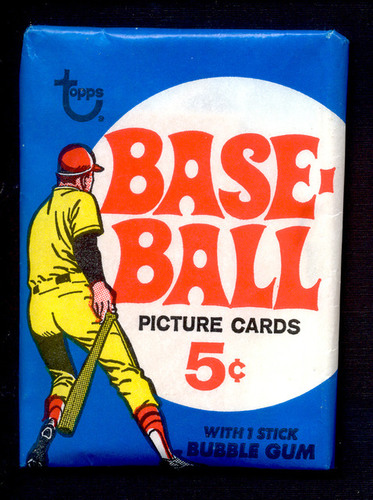 topps
BASE-
BALL
PICTURE CARDS
5¢
WITH 1 STICK
BUBBLE GUM